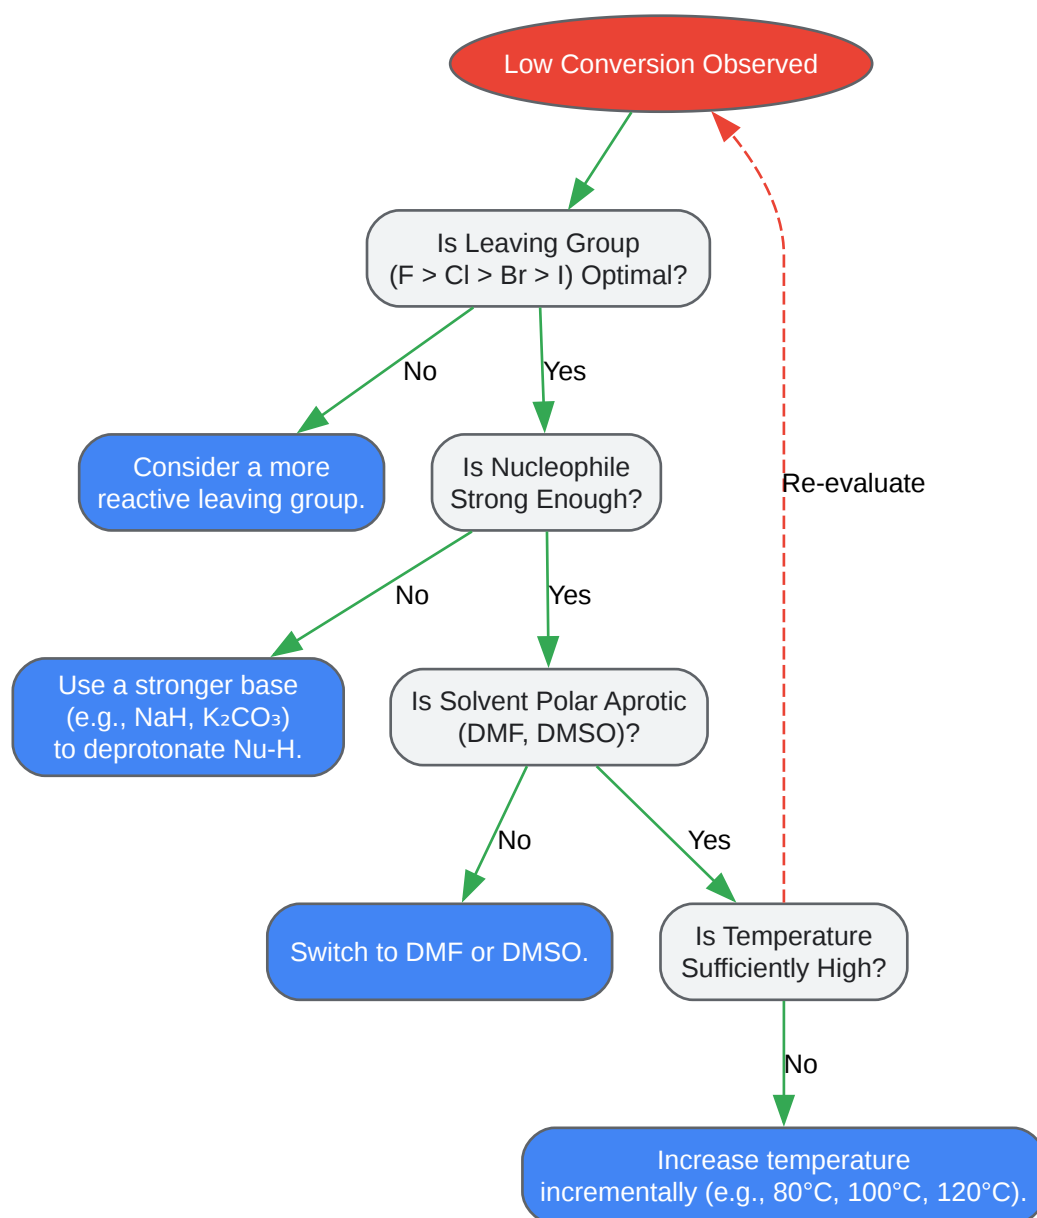 Low Conversion Observed
Is Leaving Group
(F > Cl > Br > I) Optimal?
No
Yes
Consider a more
reactive leaving group.
Is Nucleophile
Strong Enough?
Re-evaluate
No
Yes
Use a stronger base
(e.g., NaH, K₂CO₃)
to deprotonate Nu-H.
Is Solvent Polar Aprotic
(DMF, DMSO)?
No
Yes
Switch to DMF or DMSO.
Is Temperature
Sufficiently High?
No
Increase temperature
incrementally (e.g., 80°C, 100°C, 120°C).